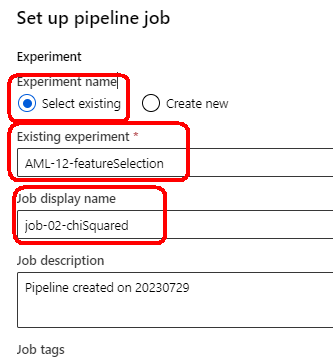 Set up pipeline job
Experiment
Experiment name
Select existing Create new
Existing experiment *
AML-12-featureSelection
Job display name
job-02-chiSquared
Job description
Pipeline created on 20230729
Job tags